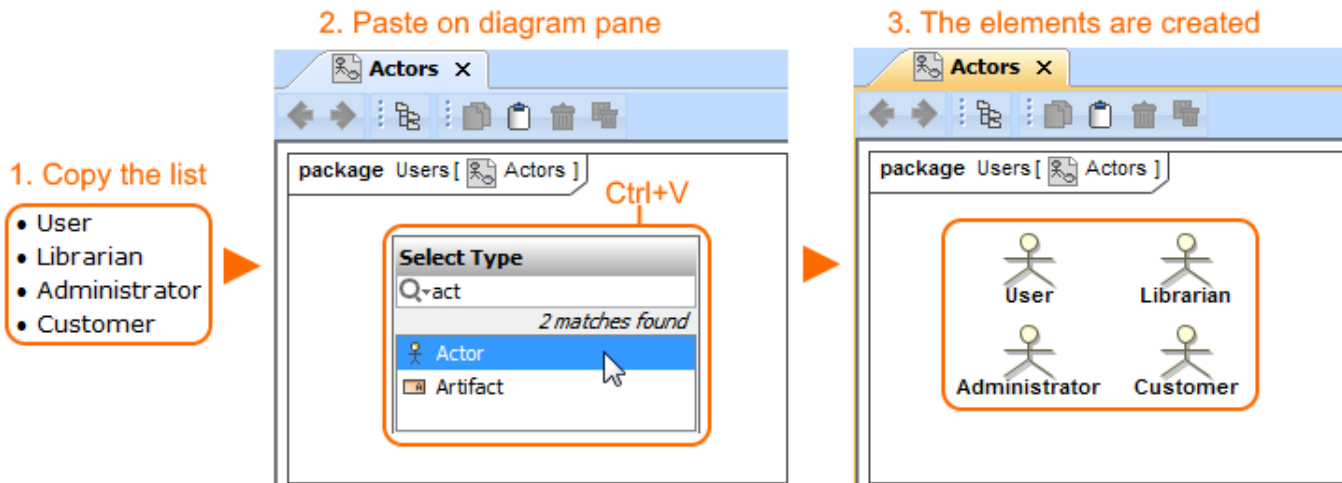 1. Copy the list
• User
• Librarian
• Administrator
• Customer
2. Paste on diagram pane
Actors X
package Users [ Actors ]
Ctrl+V
Select Type
act
2 matches found
Actor
Artifact
3. The elements are created
Actors X
package Users [ Actors ]
User Librarian
Administrator Customer